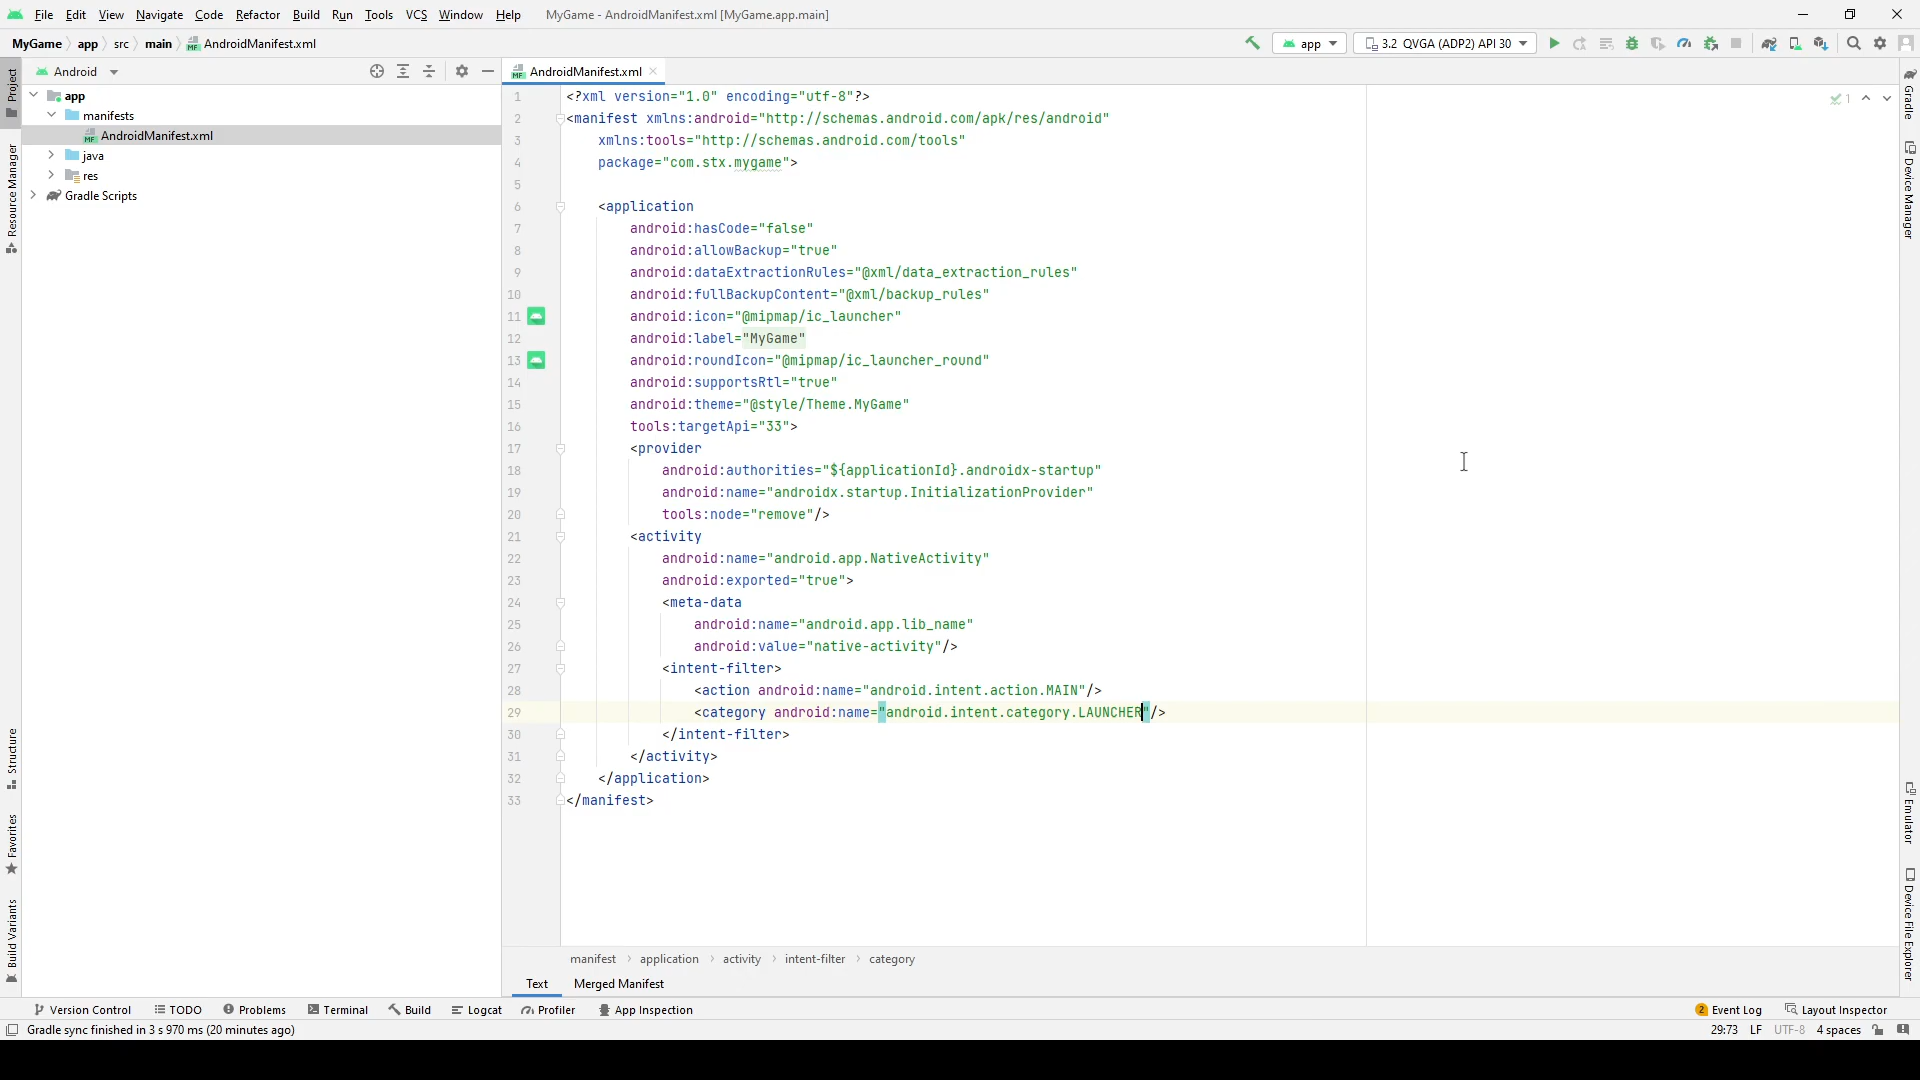 File Edit View Navigate Code Refactor Build Run Tools VCS Window Help MyGame - AndroidManifest.xml [MyGame.app.main]
MyGame app src main AndroidManifest.xml
app 3.2 QVGA (ADP2) API 30
Project
Resource Manager
Structure
Favorites
Build Variants
Android
app
manifests
AndroidManifest.xml
java
res
Gradle Scripts
AndroidManifest.xml
1
1 <?xml version="1.0" encoding="utf-8"?>
2 <manifest xmlns:android="http://schemas.android.com/apk/res/android"
3 xmlns:tools="http://schemas.android.com/tools"
4 package="com.stx.mygame">
5
6 <application
7 android:hasCode="false"
8 android:allowBackup="true"
9 android:dataExtractionRules="@xml/data_extraction_rules"
10 android:fullBackupContent="@xml/backup_rules"
11 android:icon="@mipmap/ic_launcher"
12 android:label="MyGame"
13 android:roundIcon="@mipmap/ic_launcher_round"
14 android:supportsRtl="true"
15 android:theme="@style/Theme.MyGame"
16 tools:targetApi="33">
17 <provider
18 android:authorities="${applicationId}.androidx-startup"
19 android:name="androidx.startup.InitializationProvider"
20 tools:node="remove"/>
21 <activity
22 android:name="android.app.NativeActivity"
23 android:exported="true">
24 <meta-data
25 android:name="android.app.lib_name"
26 android:value="native-activity"/>
27 <intent-filter>
28 <action android:name="android.intent.action.MAIN"/>
29 <category android:name="android.intent.category.LAUNCHER"/>
30 </intent-filter>
31 </activity>
32 </application>
33 </manifest>
Gradle
Device Manager
Emulator
Device File Explorer
manifest application activity intent-filter category
Text Merged Manifest
Version Control TODO Problems Terminal Build Logcat Profiler App Inspection 2 Event Log Layout Inspector
Gradle sync finished in 3 s 970 ms (20 minutes ago) 29:73 LF UTF-8 4 spaces